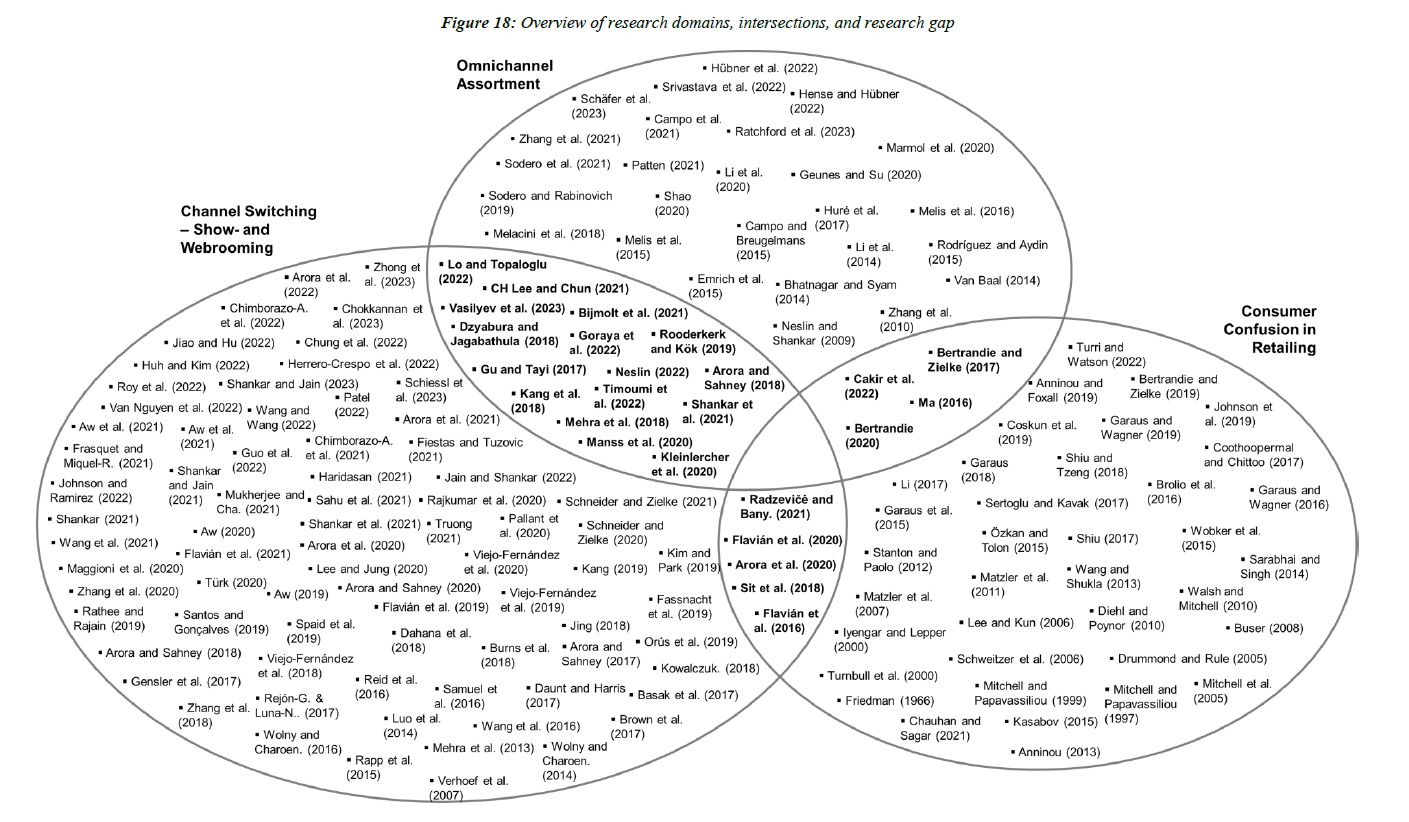 Figure 18: Overview of research domains, intersections, and research gap
Omnichannel
Assortment
▪ Hübner et al. (2022)
▪ Srivastava et al. (2022)
▪ Hense and Hübner
(2022)
▪ Schäfer et al.
(2023)
▪ Campo et al.
(2021)
▪ Ratchford et al. (2023)
▪ Zhang et al. (2021)
▪ Marmol et al. (2020)
▪ Sodero et al. (2021)
▪ Patten (2021)
▪ Li et al.
(2020)
▪ Geunes and Su (2020)
▪ Sodero and Rabinovich
(2019)
▪ Shao
(2020)
▪ Huré et al.
(2017)
▪ Melis et al. (2016)
▪ Melacini et al. (2018)
▪ Melis et al.
(2015)
▪ Campo and
Breugelmans
(2015)
▪ Li et al.
(2014)
▪ Rodríguez and Aydin
(2015)
▪ Emrich et al.
(2015)
▪ Bhatnagar and Syam
(2014)
▪ Van Baal (2014)
▪ Neslin and
Shankar (2009)
▪ Zhang et al.
(2010)
Channel Switching
– Show- and
Webrooming
▪ Lo and Topaloglu
(2022)
▪ CH Lee and Chun (2021)
▪ Vasilyev et al. (2023)
▪ Bijmolt et al. (2021)
▪ Dzyabura and
Jagabathula (2018)
▪ Goraya et
al. (2022)
▪ Rooderkerk
and Kök (2019)
▪ Gu and Tayi (2017)
▪ Neslin (2022)
▪ Arora and
Sahney (2018)
▪ Kang et al.
(2018)
▪ Timoumi et
al. (2022)
▪ Shankar et
al. (2021)
▪ Mehra et al. (2018)
▪ Manss et al. (2020)
▪ Kleinlercher
et al. (2020)
▪ Arora et al.
(2022)
▪ Zhong et
al. (2023)
▪ Chimborazo-A.
et al. (2022)
▪ Chokkannan et
al. (2023)
▪ Jiao and Hu (2022)
▪ Chung et al. (2022)
▪ Huh and Kim (2022)
▪ Herrero-Crespo et al. (2022)
▪ Roy et al. (2022)
▪ Shankar and Jain (2023)
▪ Schiessl et
al. (2023)
▪ Patel
(2022)
▪ Van Nguyen et al. (2022)
▪ Wang and
Wang (2022)
▪ Arora et al. (2021)
▪ Aw et al. (2021)
▪ Aw et al.
(2021)
▪ Chimborazo-A.
et al. (2021)
▪ Fiestas and Tuzovic
(2021)
▪ Frasquet and
Miquel-R. (2021)
▪ Guo et al.
(2022)
▪ Shankar
and Jain
(2021)
▪ Haridasan (2021)
▪ Jain and Shankar (2022)
▪ Johnson and
Ramirez (2022)
▪ Mukherjee and
Cha. (2021)
▪ Sahu et al. (2021)
▪ Rajkumar et al. (2020)
▪ Schneider and Zielke (2021)
▪ Shankar (2021)
▪ Aw (2020)
▪ Shankar et al. (2021)
▪ Truong
(2021)
▪ Pallant et
al. (2020)
▪ Schneider and
Zielke (2020)
▪ Wang et al. (2021)
▪ Flavián et al. (2021)
▪ Arora et al. (2020)
▪ Viejo-Fernández
et al. (2020)
▪ Kim and
Park (2019)
▪ Maggioni et al. (2020)
▪ Lee and Jung (2020)
▪ Kang (2019)
▪ Zhang et al. (2020)
▪ Türk (2020)
▪ Aw (2019)
▪ Arora and Sahney (2020)
▪ Viejo-Fernández
et al. (2019)
▪ Flavián et al. (2019)
▪ Fassnacht
et al. (2019)
▪ Rathee and
Rajain (2019)
▪ Santos and
Gonçalves (2019)
▪ Spaid et al.
(2019)
▪ Dahana et al.
(2018)
▪ Jing (2018)
▪ Burns et al.
(2018)
▪ Arora and
Sahney (2017)
▪ Orús et al. (2019)
▪ Arora and Sahney (2018)
▪ Viejo-Fernández
et al. (2018)
▪ Kowalczuk. (2018)
▪ Gensler et al. (2017)
▪ Reid et al.
(2016)
▪ Samuel et
al. (2016)
▪ Daunt and Harris
(2017)
▪ Basak et al. (2017)
▪ Zhang et al.
(2018)
▪ Rejón-G. &
Luna-N.. (2017)
▪ Luo et al.
(2014)
▪ Wang et al. (2016)
▪ Brown et al.
(2017)
▪ Wolny and
Charoen. (2016)
▪ Mehra et al. (2013)
▪ Wolny and
Charoen.
(2014)
▪ Rapp et al.
(2015)
▪ Verhoef et al.
(2007)
▪ Radzevičė and
Bany. (2021)
▪ Flavián et al. (2020)
▪ Arora et al. (2020)
▪ Sit et al. (2018)
▪ Flavián et
al. (2016)
Consumer
Confusion in
Retailing
▪ Bertrandie and
Zielke (2017)
▪ Cakir et al.
(2022)
▪ Ma (2016)
▪ Bertrandie
(2020)
▪ Turri and
Watson (2022)
▪ Anninou and
Foxall (2019)
▪ Bertrandie and
Zielke (2019)
▪ Johnson et
al. (2019)
▪ Coskun et al.
(2019)
▪ Garaus and
Wagner (2019)
▪ Coothoopermal
and Chittoo (2017)
▪ Garaus
(2018)
▪ Shiu and
Tzeng (2018)
▪ Li (2017)
▪ Brolio et al.
(2016)
▪ Garaus and
Wagner (2016)
▪ Sertoglu and Kavak (2017)
▪ Garaus et al.
(2015)
▪ Özkan and
Tolon (2015)
▪ Shiu (2017)
▪ Wobker et al.
(2015)
▪ Stanton and
Paolo (2012)
▪ Sarabhai and
Singh (2014)
▪ Matzler et al.
(2011)
▪ Wang and
Shukla (2013)
▪ Matzler et al.
(2007)
▪ Walsh and
Mitchell (2010)
▪ Diehl and
Poynor (2010)
▪ Lee and Kun (2006)
▪ Buser (2008)
▪ Iyengar and Lepper
(2000)
▪ Schweitzer et al. (2006)
▪ Drummond and Rule (2005)
▪ Turnbull et al. (2000)
▪ Mitchell and
Papavassiliou (1999)
▪ Mitchell and
Papavassiliou
(1997)
▪ Mitchell et al.
(2005)
▪ Friedman (1966)
▪ Chauhan and
Sagar (2021)
▪ Kasabov (2015)
▪ Anninou (2013)